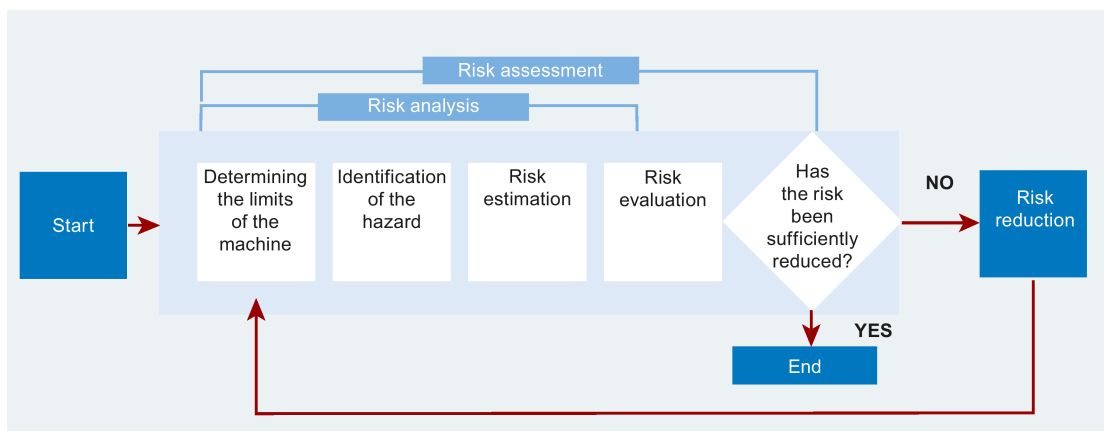 Risk assessment
Risk analysis
Start
Determining
the limits
of the
machine
Identification
of the
hazard
Risk
estimation
Risk
evaluation
Has
the risk
been
sufficiently
reduced?
NO
Risk
reduction
YES
End